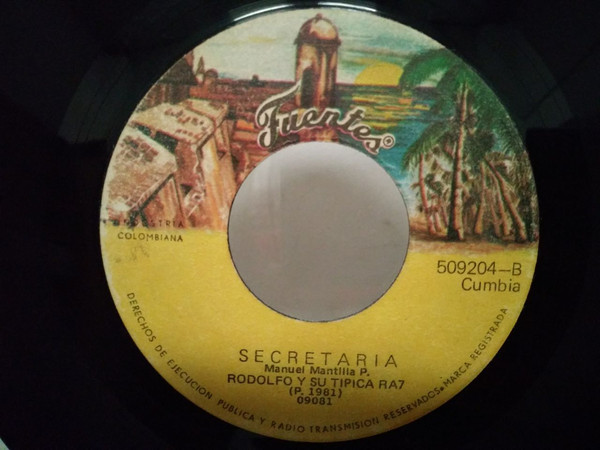 Fuentes®
INDUSTRIA
COLOMBIANA
509204-B
Cumbia
SECRETARIA
Manuel Mantilla P.
RODOLFO Y SU TIPICA RA7
(P. 1981)
09081
DERECHOS DE EJECUCION PUBLICA Y RADIO TRANSMISION RESERVADOS. MARCA REGISTRADA